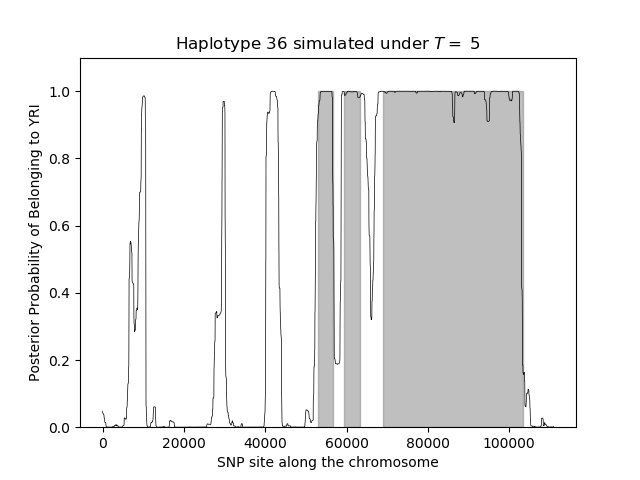 Haplotype 36 simulated under T = 5
Posterior Probability of Belonging to YRI
1.0
0.8
0.6
0.4
0.2
0.0
0 20000 40000 60000 80000 100000
SNP site along the chromosome